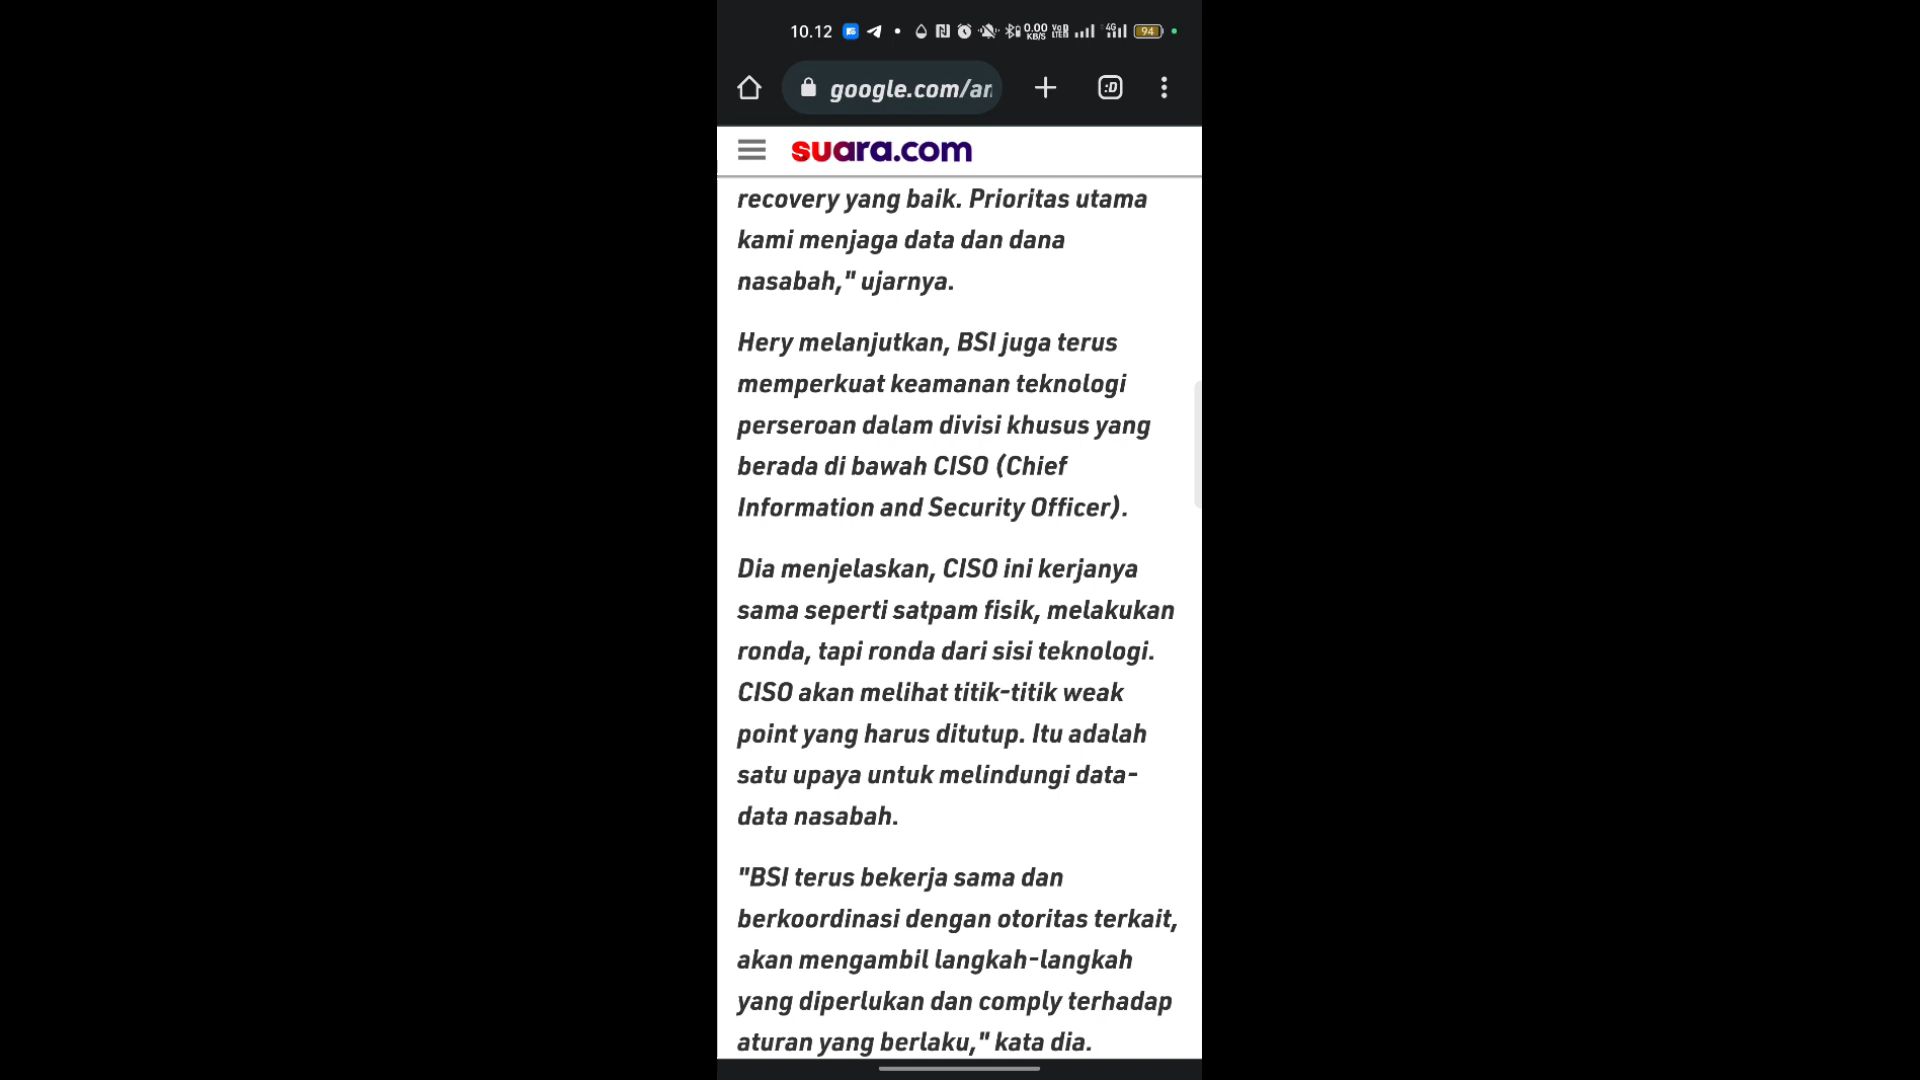 10.12
0.00
KB/S
4G
94
google.com/ar
:D
suara.com
recovery yang baik. Prioritas utama
kami menjaga data dan dana
nasabah," ujarnya.
Hery melanjutkan, BSI juga terus
memperkuat keamanan teknologi
perseroan dalam divisi khusus yang
berada di bawah CISO (Chief
Information and Security Officer).
Dia menjelaskan, CISO ini kerjanya
sama seperti satpam fisik, melakukan
ronda, tapi ronda dari sisi teknologi.
CISO akan melihat titik-titik weak
point yang harus ditutup. Itu adalah
satu upaya untuk melindungi data-
data nasabah.
"BSI terus bekerja sama dan
berkoordinasi dengan otoritas terkait,
akan mengambil langkah-langkah
yang diperlukan dan comply terhadap
aturan yang berlaku," kata dia.